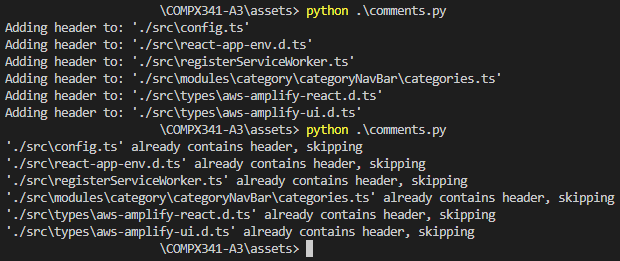 \COMPX341-A3\assets> python .\comments.py
Adding header to: './src\config.ts'
Adding header to: './src\react-app-env.d.ts'
Adding header to: './src\registerServiceWorker.ts'
Adding header to: './src\modules\category\categoryNavBar\categories.ts'
Adding header to: './src\types\aws-amplify-react.d.ts'
Adding header to: './src\types\aws-amplify-ui.d.ts'
\COMPX341-A3\assets> python .\comments.py
'./src\config.ts' already contains header, skipping
'./src\react-app-env.d.ts' already contains header, skipping
'./src\registerServiceWorker.ts' already contains header, skipping
'./src\modules\category\categoryNavBar\categories.ts' already contains header, skipping
'./src\types\aws-amplify-react.d.ts' already contains header, skipping
'./src\types\aws-amplify-ui.d.ts' already contains header, skipping
\COMPX341-A3\assets>